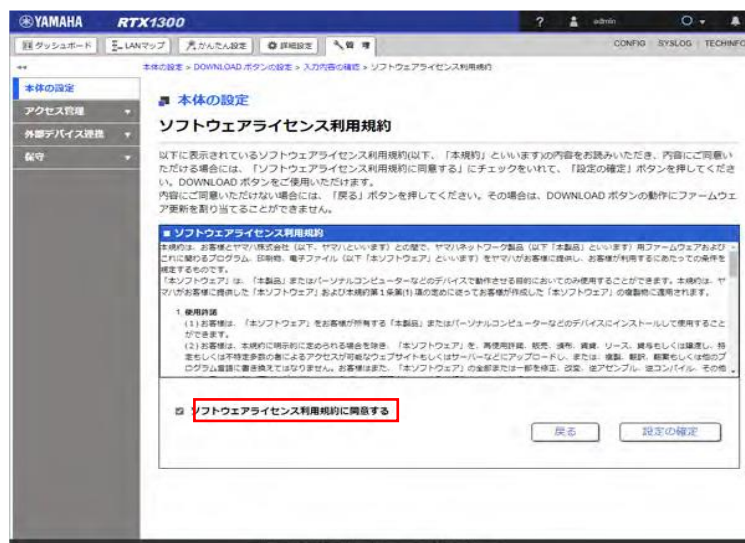 YAMAHA RTX1300
? admin
ダッシュボード LANマップ かんたん設定 詳細設定 管理 CONFIG SYSLOG TECHINFO
本体の設定 > DOWNLOAD ボタンの設定 > 入力内容の確認 > ソフトウェアライセンス利用規約
本体の設定
アクセス管理
外部デバイス連携
保守
本体の設定
ソフトウェアライセンス利用規約
以下に表示されているソフトウェアライセンス利用規約(以下、「本規約」といいます)の内容をお読みいただき、内容にご同意い
ただける場合には、「ソフトウェアライセンス利用規約に同意する」にチェックをいれて、「設定の確定」ボタンを押してくださ
い。DOWNLOAD ボタンをご使用いただけます。
内容にご同意いただけない場合には、「戻る」ボタンを押してください。その場合は、DOWNLOAD ボタンの動作にファームウェ
ア更新を割り当てることができません。
■ ソフトウェアライセンス利用規約
本規約は、お客様とヤマハ株式会社（以下、ヤマハといいます）との間で、ヤマハネットワーク製品（以下「本製品」といいます）用ファームウェアおよび
これに関わるプログラム、印刷物、電子ファイル（以下「本ソフトウェア」といいます）をヤマハがお客様に提供し、お客様が利用するにあたっての条件を
規定するものです。
「本ソフトウェア」は、「本製品」またはパーソナルコンピューターなどのデバイスで動作させる目的においてのみ使用することができます。本規約は、ヤ
マハがお客様に提供した「本ソフトウェア」および本規約第1条第(1) 項の定めに従ってお客様が作成した「本ソフトウェア」の複製物に適用されます。
1. 使用許諾
(1) お客様は、「本ソフトウェア」をお客様が所有する「本製品」またはパーソナルコンピューターなどのデバイスにインストールして使用すること
ができます。
(2) お客様は、本規約に明示的に定められる場合を除き、「本ソフトウェア」を、再使用許諾、販売、頒布、賃貸、リース、貸与もしくは譲渡し、特
定もしくは不特定多数の者によるアクセスが可能なウェブサイトもしくはサーバーなどにアップロードし、または、複製、翻訳、翻案もしくは他のプ
ログラム言語に書き換えてはなりません。お客様はまた、「本ソフトウェア」の全部または一部を修正、改変、逆アセンブル、逆コンパイル、その他
ソフトウェアライセンス利用規約に同意する
戻る 設定の確定